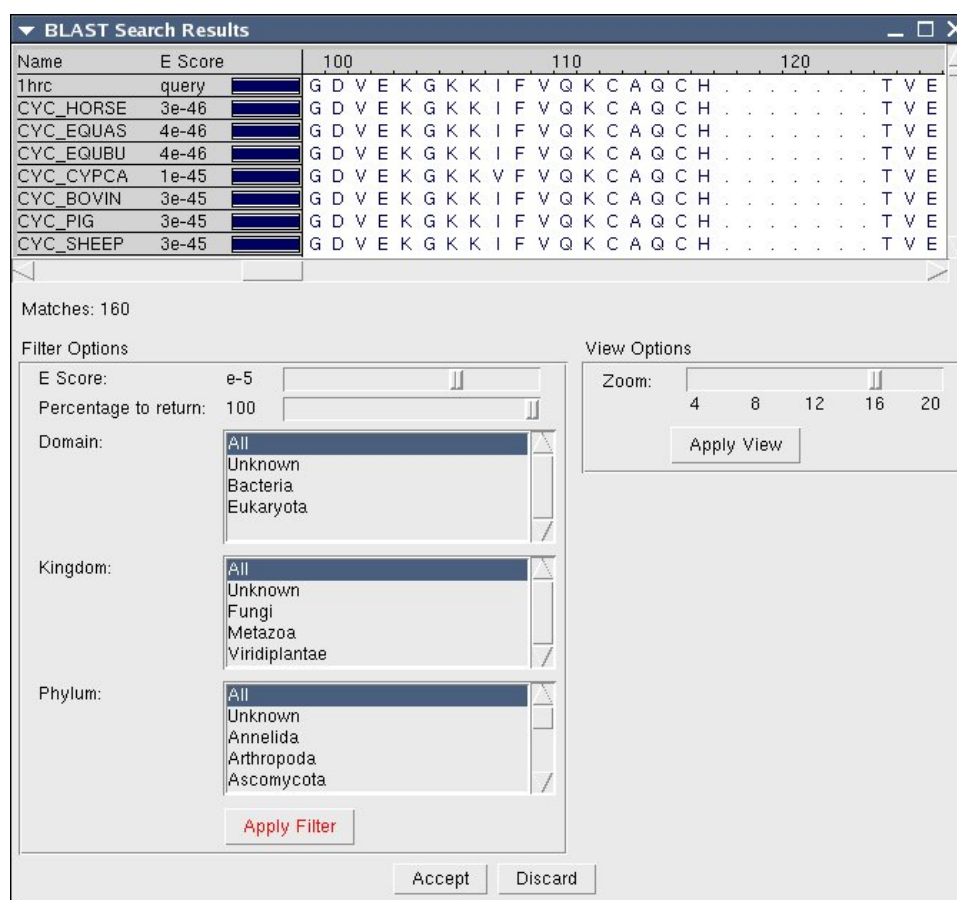 BLAST Search Results
Name E Score 100 110 120
1hrc query G D V E K G K K I F V Q K C A Q C H . . . . . . . T V E
CYC_HORSE 3e-46 G D V E K G K K I F V Q K C A Q C H . . . . . . . T V E
CYC_EQUAS 4e-46 G D V E K G K K I F V Q K C A Q C H . . . . . . . T V E
CYC_EQUBU 4e-46 G D V E K G K K I F V Q K C A Q C H . . . . . . . T V E
CYC_CYPCA 1e-45 G D V E K G K K V F V Q K C A Q C H . . . . . . . T V E
CYC_BOVIN 3e-45 G D V E K G K K I F V Q K C A Q C H . . . . . . . T V E
CYC_PIG 3e-45 G D V E K G K K I F V Q K C A Q C H . . . . . . . T V E
CYC_SHEEP 3e-45 G D V E K G K K I F V Q K C A Q C H . . . . . . . T V E
Matches: 160
Filter Options
E Score: e-5
Percentage to return: 100
Domain:
All
Unknown
Bacteria
Eukaryota
Kingdom:
All
Unknown
Fungi
Metazoa
Viridiplantae
Phylum:
All
Unknown
Annelida
Arthropoda
Ascomycota
Apply Filter
View Options
Zoom:
4 8 12 16 20
Apply View
Accept Discard